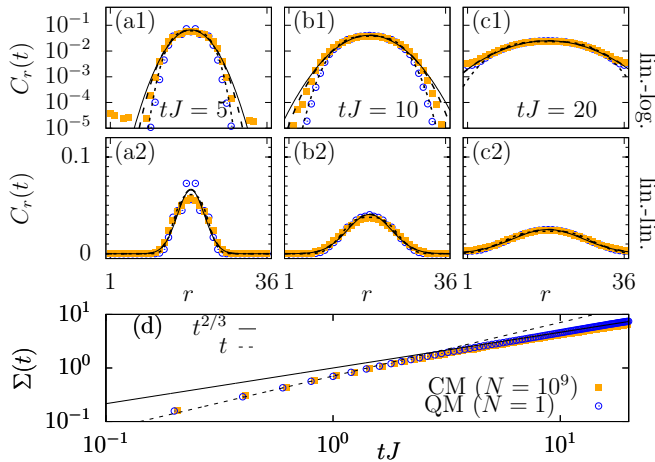 (a1) (b1) (c1)
10^{-1}
10^{-2}
10^{-3}
10^{-4}
10^{-5}
C_r(t)
tJ = 5 tJ = 10 tJ = 20
lin.-log.
(a2) (b2) (c2)
0.1
0
C_r(t)
lin.-lin.
1 r 36 1 r 36 1 r 36
(d)
t^{2/3}
t
10^1
10^0
10^{-1}
Σ(t)
CM (N = 10^9)
QM (N = 1)
10^{-1} 10^0 10^1
tJ